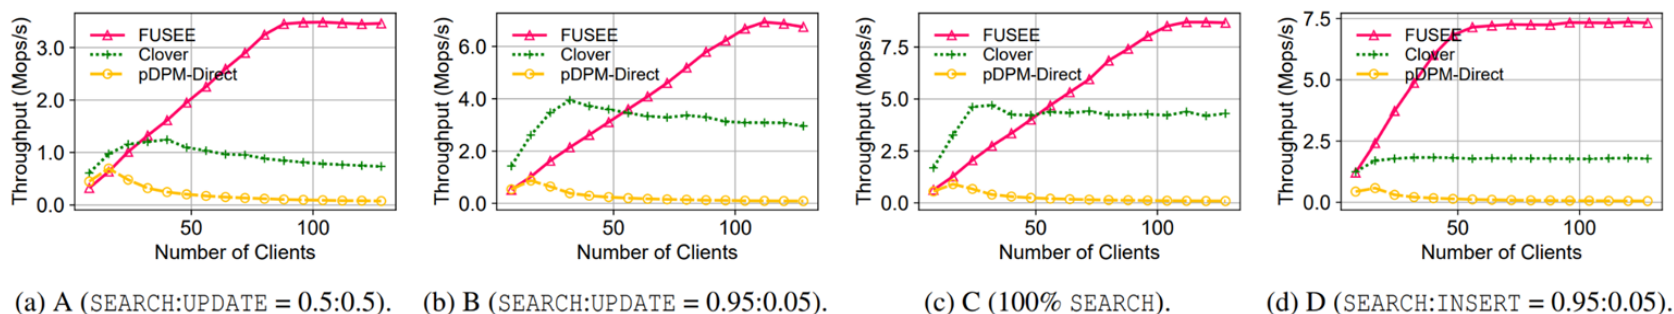 Throughput (Mops/s)
3.0
2.0
1.0
0.0
FUSEE
Clover
pDPM-Direct
50
100
Number of Clients
(a) A (SEARCH:UPDATE = 0.5:0.5).
Throughput (Mops/s)
6.0
4.0
2.0
0.0
FUSEE
Clover
pDPM-Direct
50
100
Number of Clients
(b) B (SEARCH:UPDATE = 0.95:0.05).
Throughput (Mops/s)
7.5
5.0
2.5
0.0
FUSEE
Clover
pDPM-Direct
50
100
Number of Clients
(c) C (100% SEARCH).
Throughput (Mops/s)
7.5
5.0
2.5
0.0
FUSEE
Clover
pDPM-Direct
50
100
Number of Clients
(d) D (SEARCH:INSERT = 0.95:0.05).